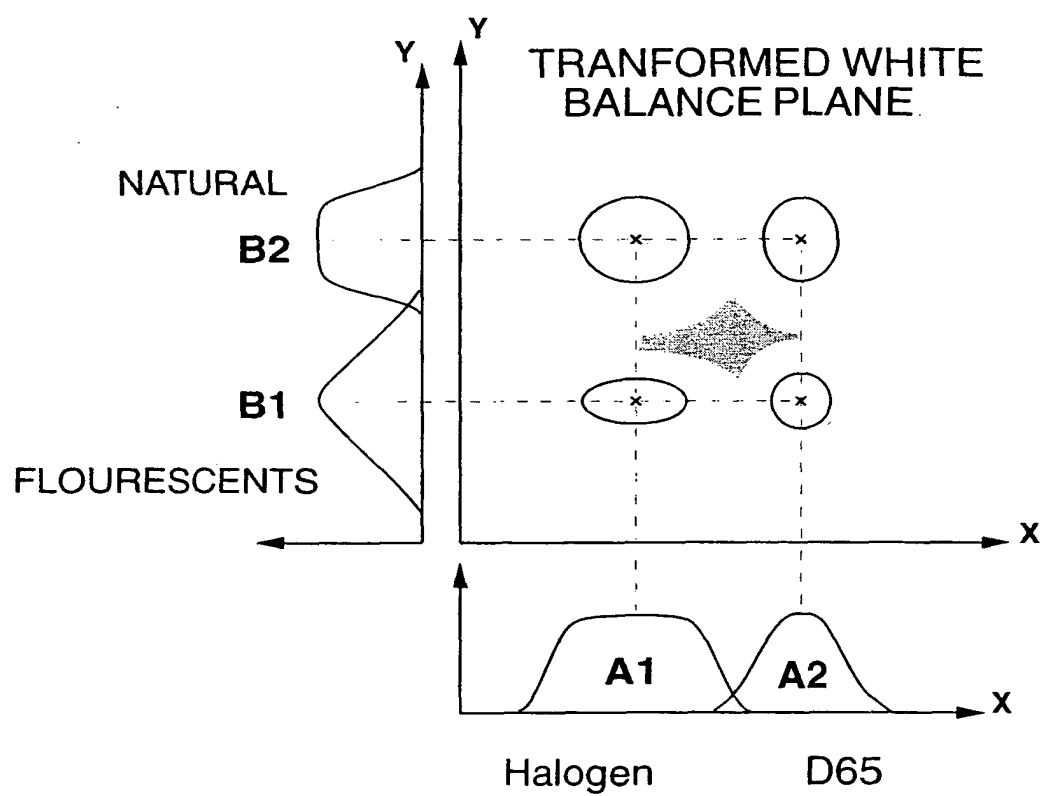 Y
Y
TRANFORMED WHITE
BALANCE PLANE
NATURAL
B2
B1
FLOURESCENTS
X
A1
A2
X
Halogen
D65